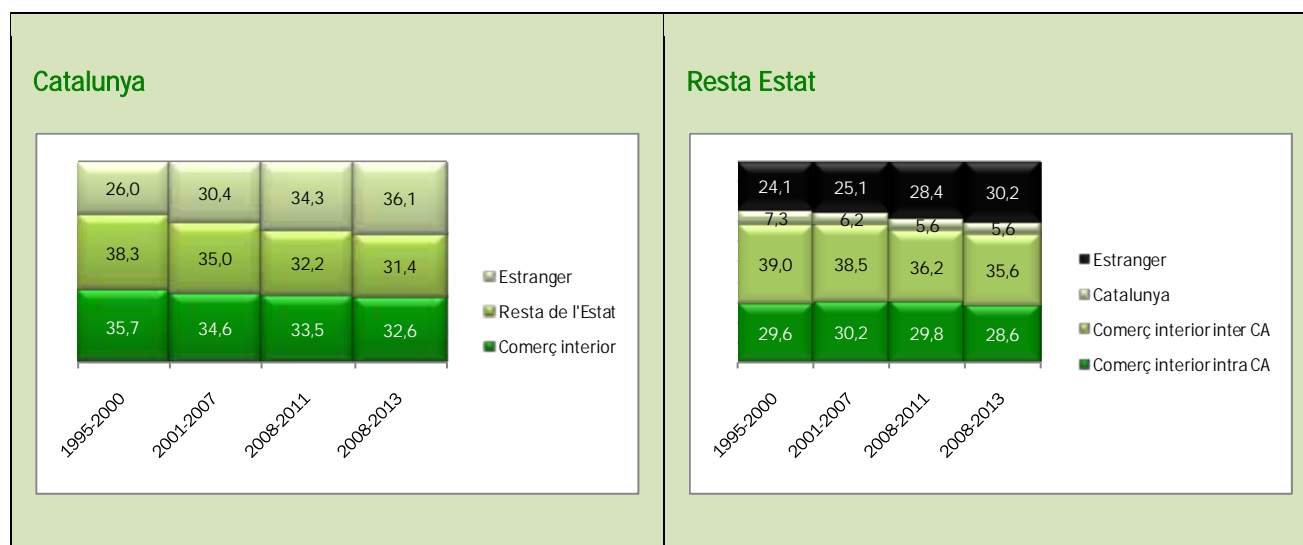 Catalunya
26,0 30,4 34,3 36,1
38,3 35,0 32,2 31,4
35,7 34,6 33,5 32,6
Estranger
Resta de l'Estat
Comerç interior
1995-2000 2001-2007 2008-2011 2008-2013
Resta Estat
24,1 25,1 28,4 30,2
7,3 6,2 5,6 5,6
39,0 38,5 36,2 35,6
29,6 30,2 29,8 28,6
Estranger
Catalunya
Comerç interior inter CA
Comerç interior intra CA
1995-2000 2001-2007 2008-2011 2008-2013